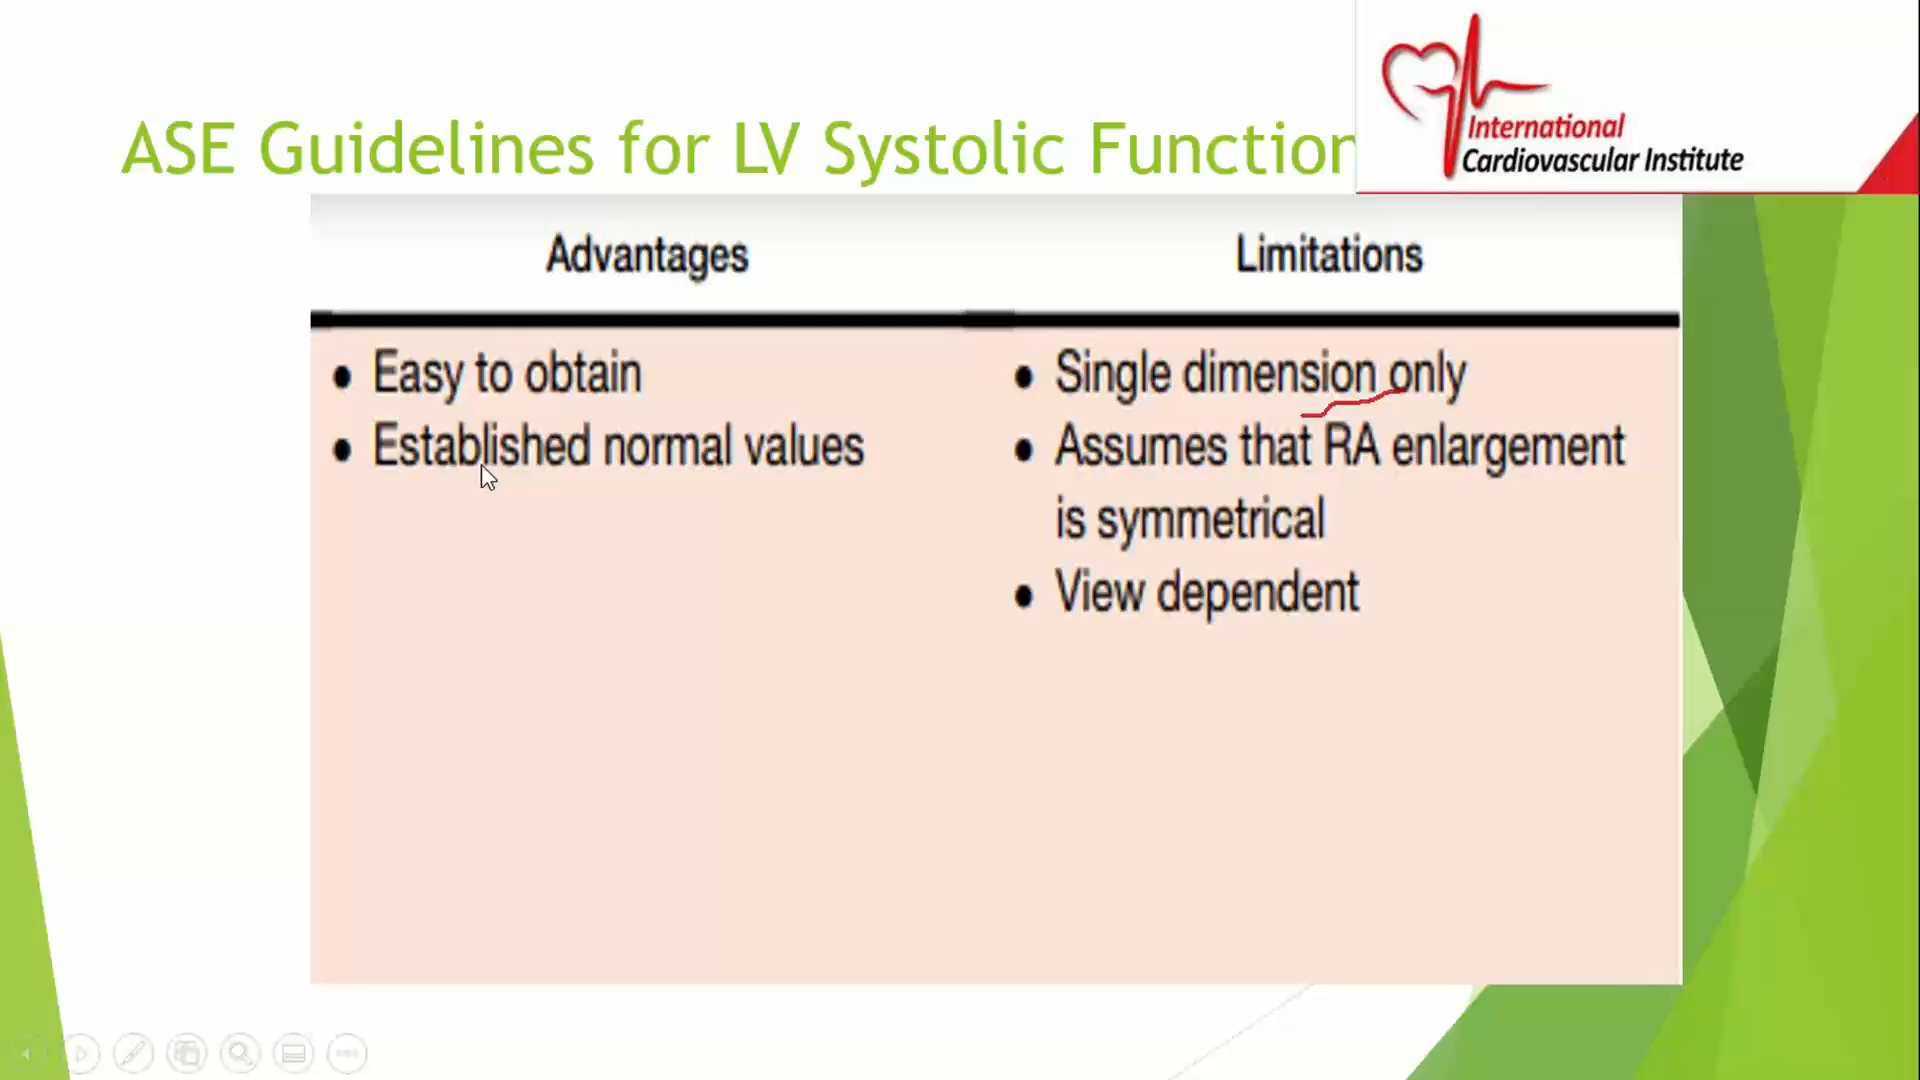 ASE Guidelines for LV Systolic Function
International
Cardiovascular Institute
Advantages
Limitations
• Easy to obtain
• Established normal values
• Single dimension only
• Assumes that RA enlargement
is symmetrical
• View dependent